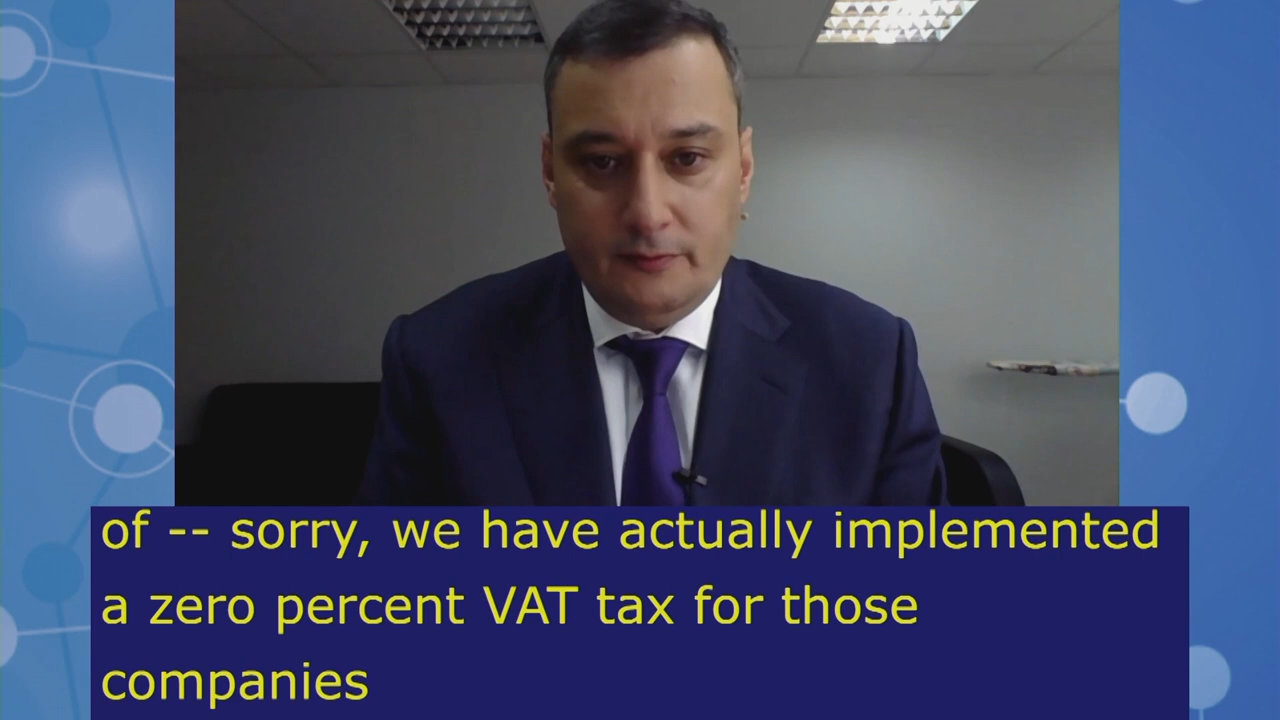 of -- sorry, we have actually implemented
a zero percent VAT tax for those
companies